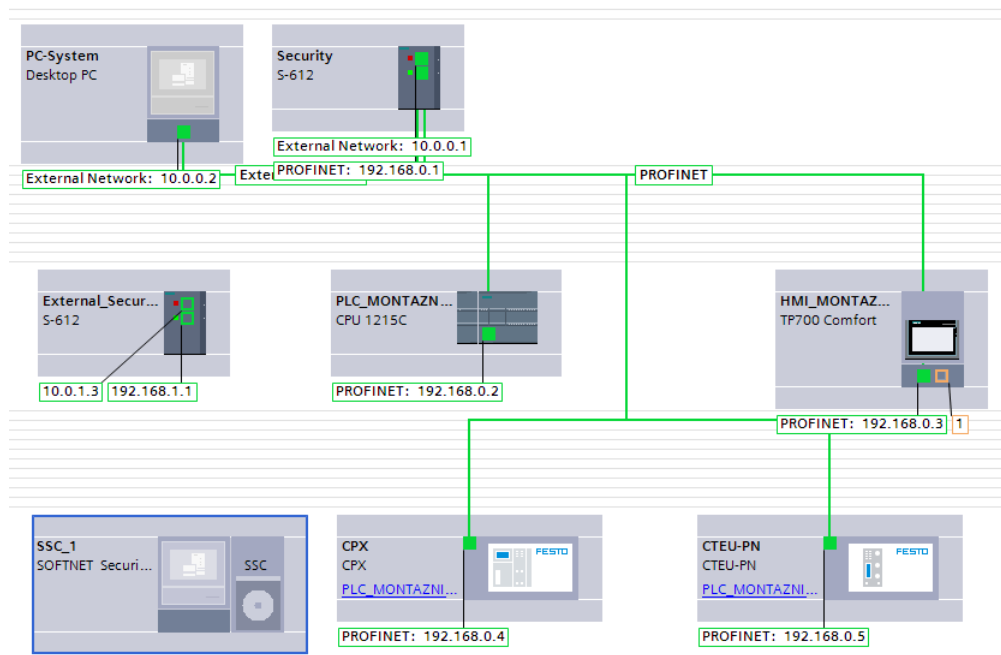 PC-System
Desktop PC
Security
S-612
External Network: 10.0.0.1
External Network: 10.0.0.2
PROFINET: 192.168.0.1
PROFINET
External_Secur...
S-612
10.0.1.3
192.168.1.1
PLC_MONTAZN...
CPU 1215C
PROFINET: 192.168.0.2
HMI_MONTAZ...
TP700 Comfort
PROFINET: 192.168.0.3
1
SSC_1
SOFTNET Securi...
SSC
CPX
CPX
PLC_MONTAZNI...
FESTO
PROFINET: 192.168.0.4
CTEU-PN
CTEU-PN
PLC_MONTAZNI...
FESTO
PROFINET: 192.168.0.5